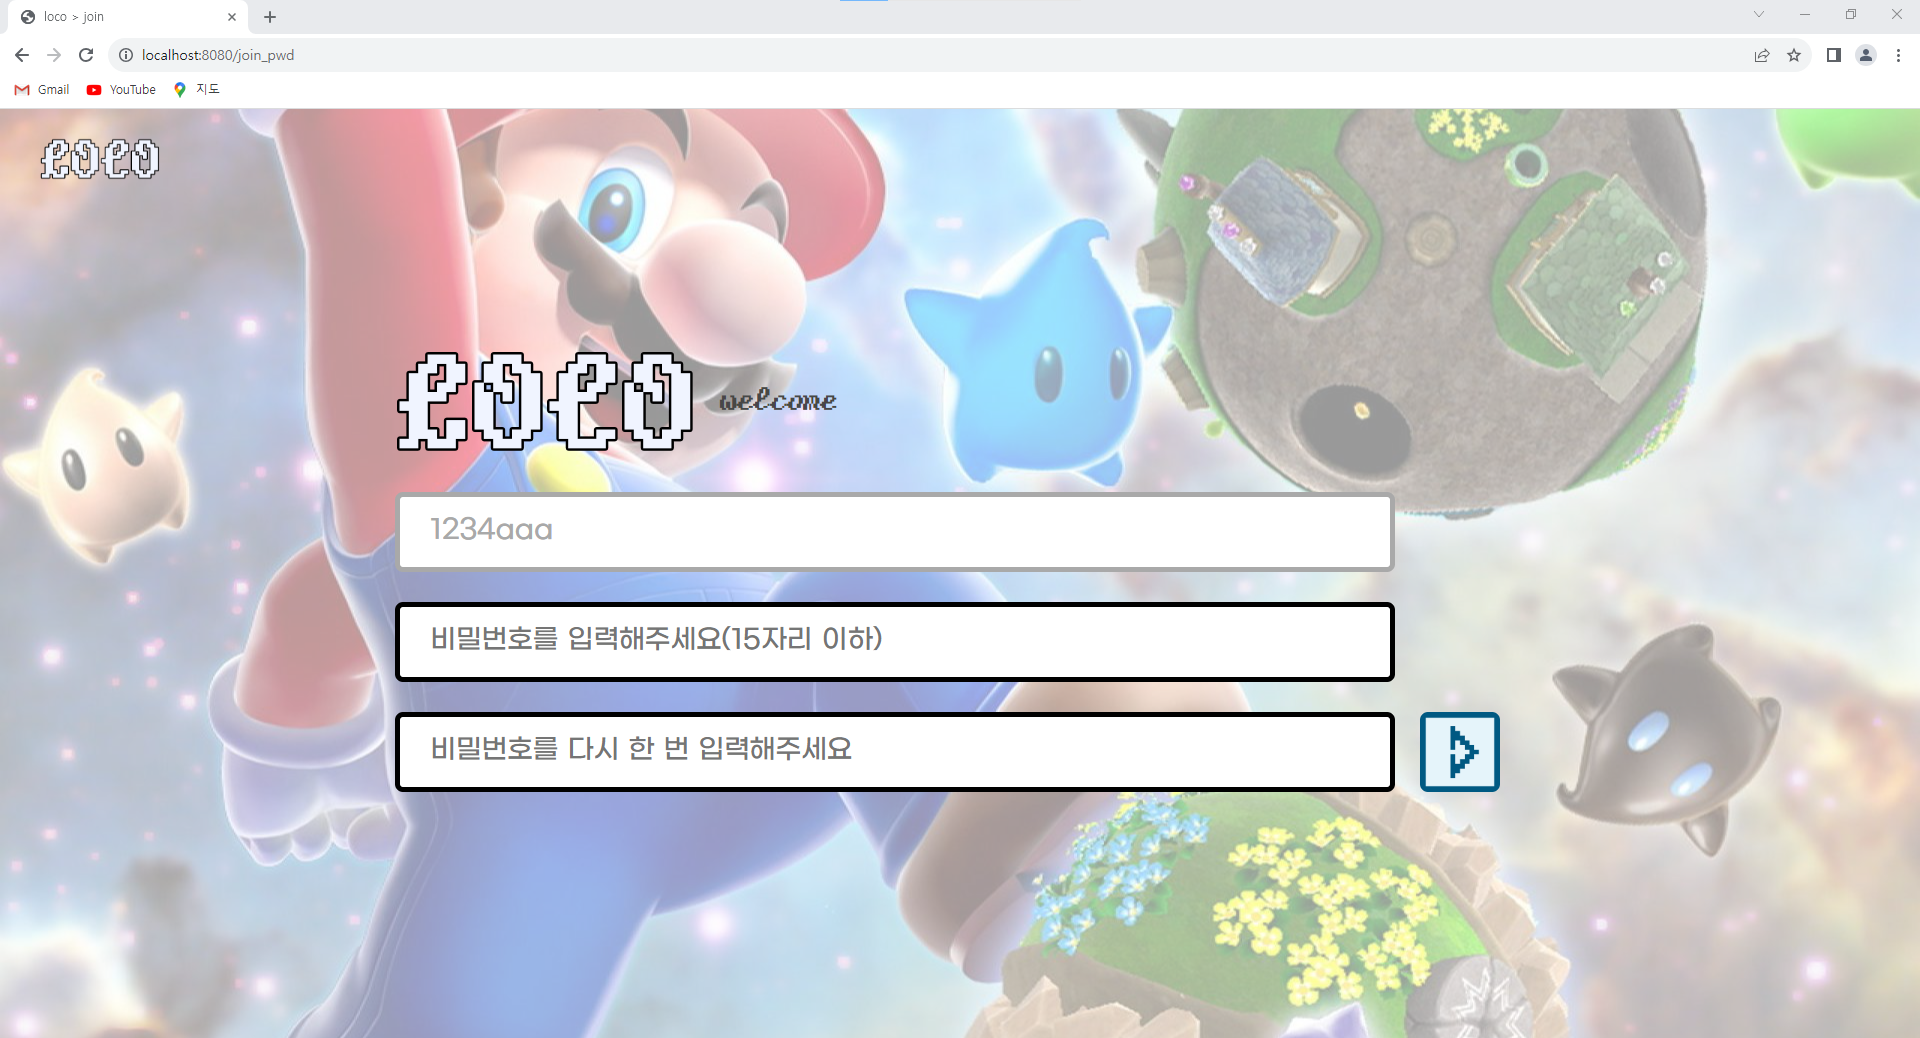 loco > join
localhost:8080/join_pwd
Gmail YouTube 지도
loco
loco welcome
1234aaa
비밀번호를 입력해주세요(15자리 이하)
비밀번호를 다시 한 번 입력해주세요